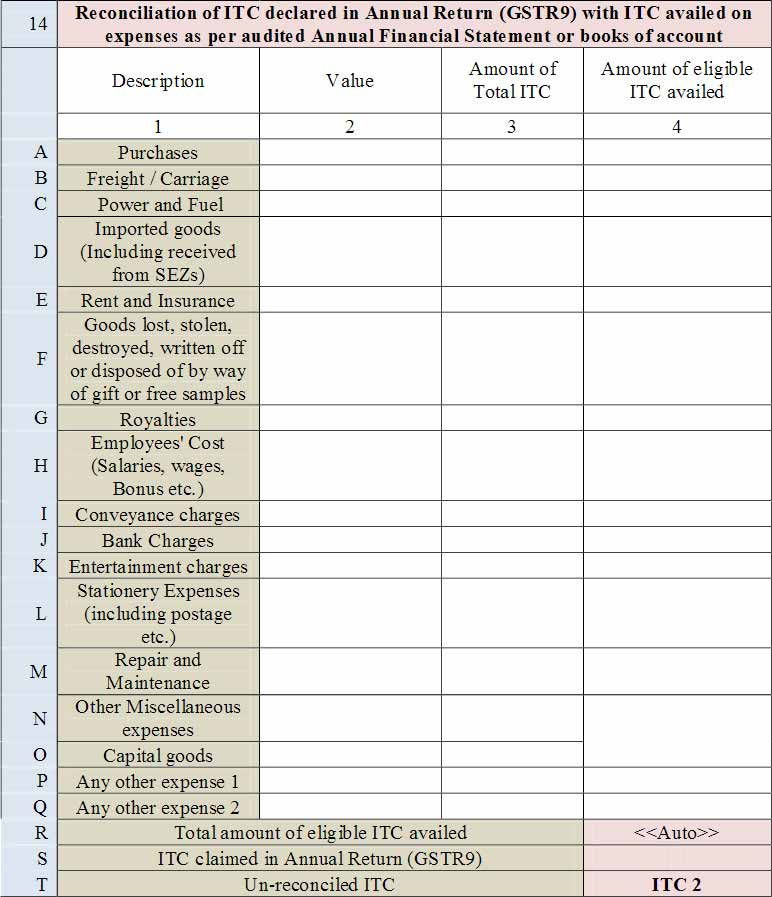 14 Reconciliation of ITC declared in Annual Return (GSTR9) with ITC availed on
expenses as per audited Annual Financial Statement or books of account
Description Value Amount of Total ITC Amount of eligible ITC availed
1 2 3 4
A Purchases
B Freight / Carriage
C Power and Fuel
D Imported goods
(Including received
from SEZs)
E Rent and Insurance
F Goods lost, stolen,
destroyed, written off
or disposed of by way
of gift or free samples
G Royalties
H Employees' Cost
(Salaries, wages,
Bonus etc.)
I Conveyance charges
J Bank Charges
K Entertainment charges
L Stationery Expenses
(including postage
etc.)
M Repair and
Maintenance
N Other Miscellaneous
expenses
O Capital goods
P Any other expense 1
Q Any other expense 2
R Total amount of eligible ITC availed <<Auto>>
S ITC claimed in Annual Return (GSTR9)
T Un-reconciled ITC ITC 2